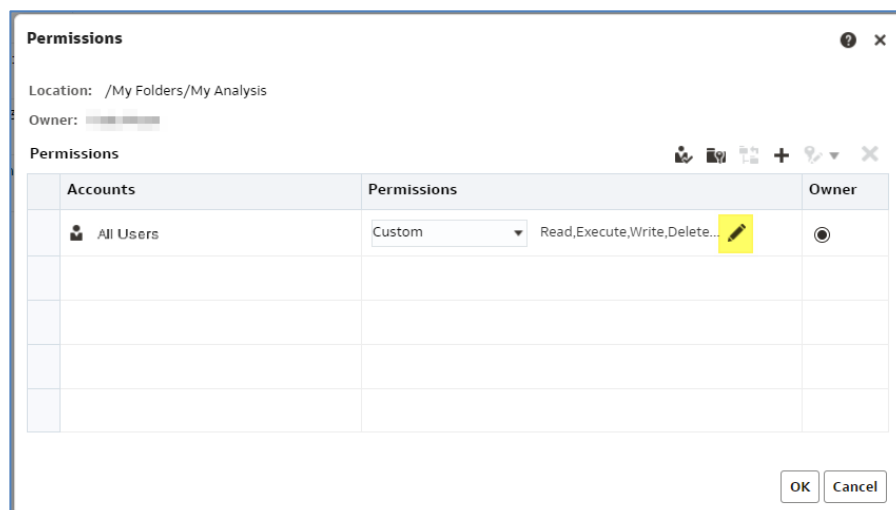 Permissions
Location: /My Folders/My Analysis
Owner:
Permissions
Accounts Permissions Owner
All Users Custom Read,Execute,Write,Delete...
OK Cancel